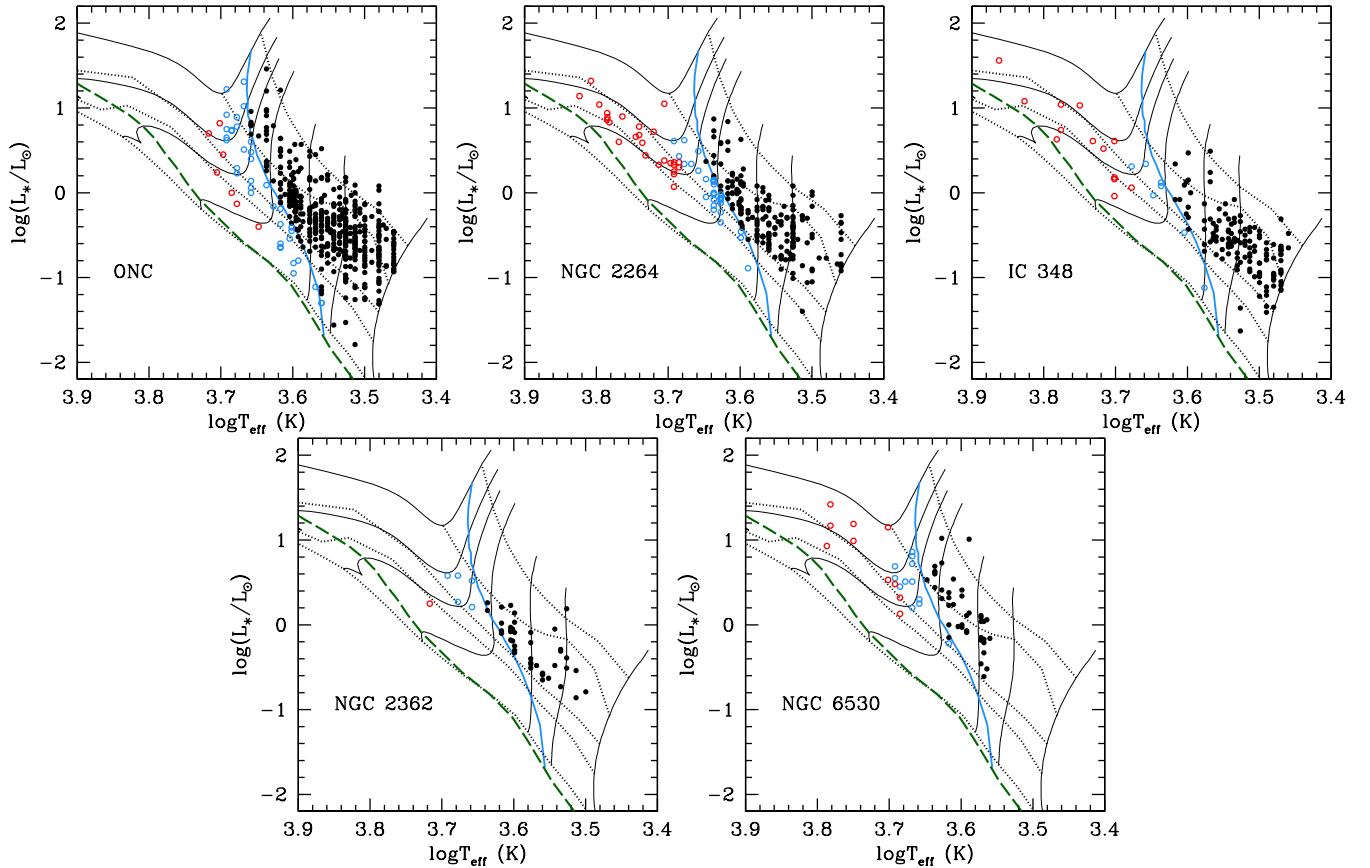 2
1
0
-1
-2
log(L*/L⊙)
ONC
3.9 3.8 3.7 3.6 3.5 3.4
logTeff (K)
2
1
0
-1
-2
log(L*/L⊙)
NGC 2264
3.9 3.8 3.7 3.6 3.5 3.4
logTeff (K)
2
1
0
-1
-2
log(L*/L⊙)
IC 348
3.9 3.8 3.7 3.6 3.5 3.4
logTeff (K)
2
1
0
-1
-2
log(L*/L⊙)
NGC 2362
3.9 3.8 3.7 3.6 3.5 3.4
logTeff (K)
2
1
0
-1
-2
log(L*/L⊙)
NGC 6530
3.9 3.8 3.7 3.6 3.5 3.4
logTeff (K)